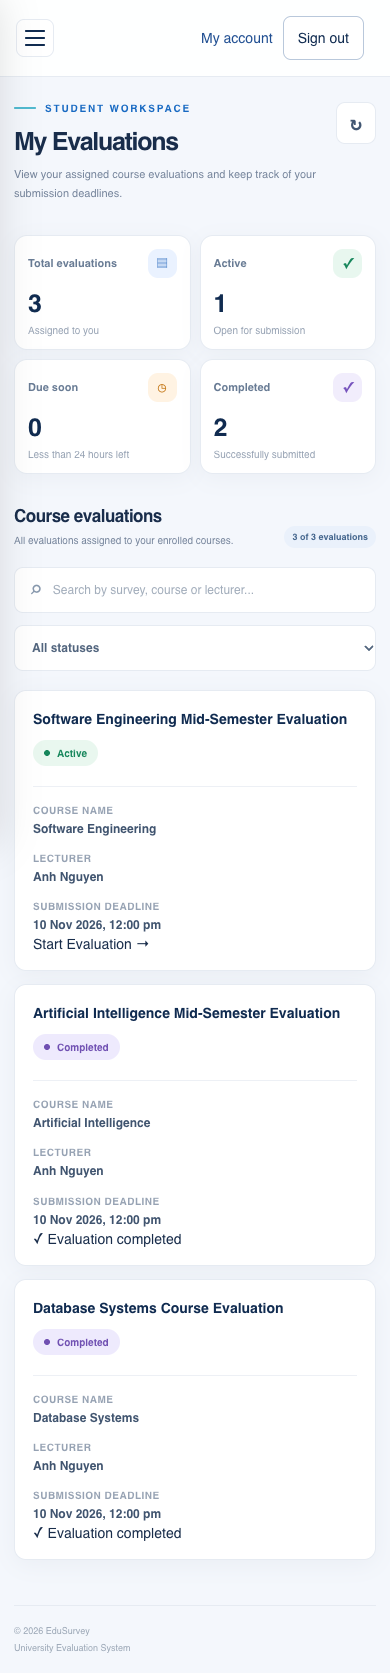 My account
Sign out
STUDENT WORKSPACE
My Evaluations
↻
View your assigned course evaluations and keep track of your
submission deadlines.
Total evaluations
▤
3
Assigned to you
Active
✓
1
Open for submission
Due soon
◷
0
Less than 24 hours left
Completed
✓
2
Successfully submitted
Course evaluations
All evaluations assigned to your enrolled courses.
3 of 3 evaluations
Search by survey, course or lecturer...
All statuses
Software Engineering Mid-Semester Evaluation
Active
COURSE NAME
Software Engineering
LECTURER
Anh Nguyen
SUBMISSION DEADLINE
10 Nov 2026, 12:00 pm
Start Evaluation →
Artificial Intelligence Mid-Semester Evaluation
Completed
COURSE NAME
Artificial Intelligence
LECTURER
Anh Nguyen
SUBMISSION DEADLINE
10 Nov 2026, 12:00 pm
✓ Evaluation completed
Database Systems Course Evaluation
Completed
COURSE NAME
Database Systems
LECTURER
Anh Nguyen
SUBMISSION DEADLINE
10 Nov 2026, 12:00 pm
✓ Evaluation completed
© 2026 EduSurvey
University Evaluation System